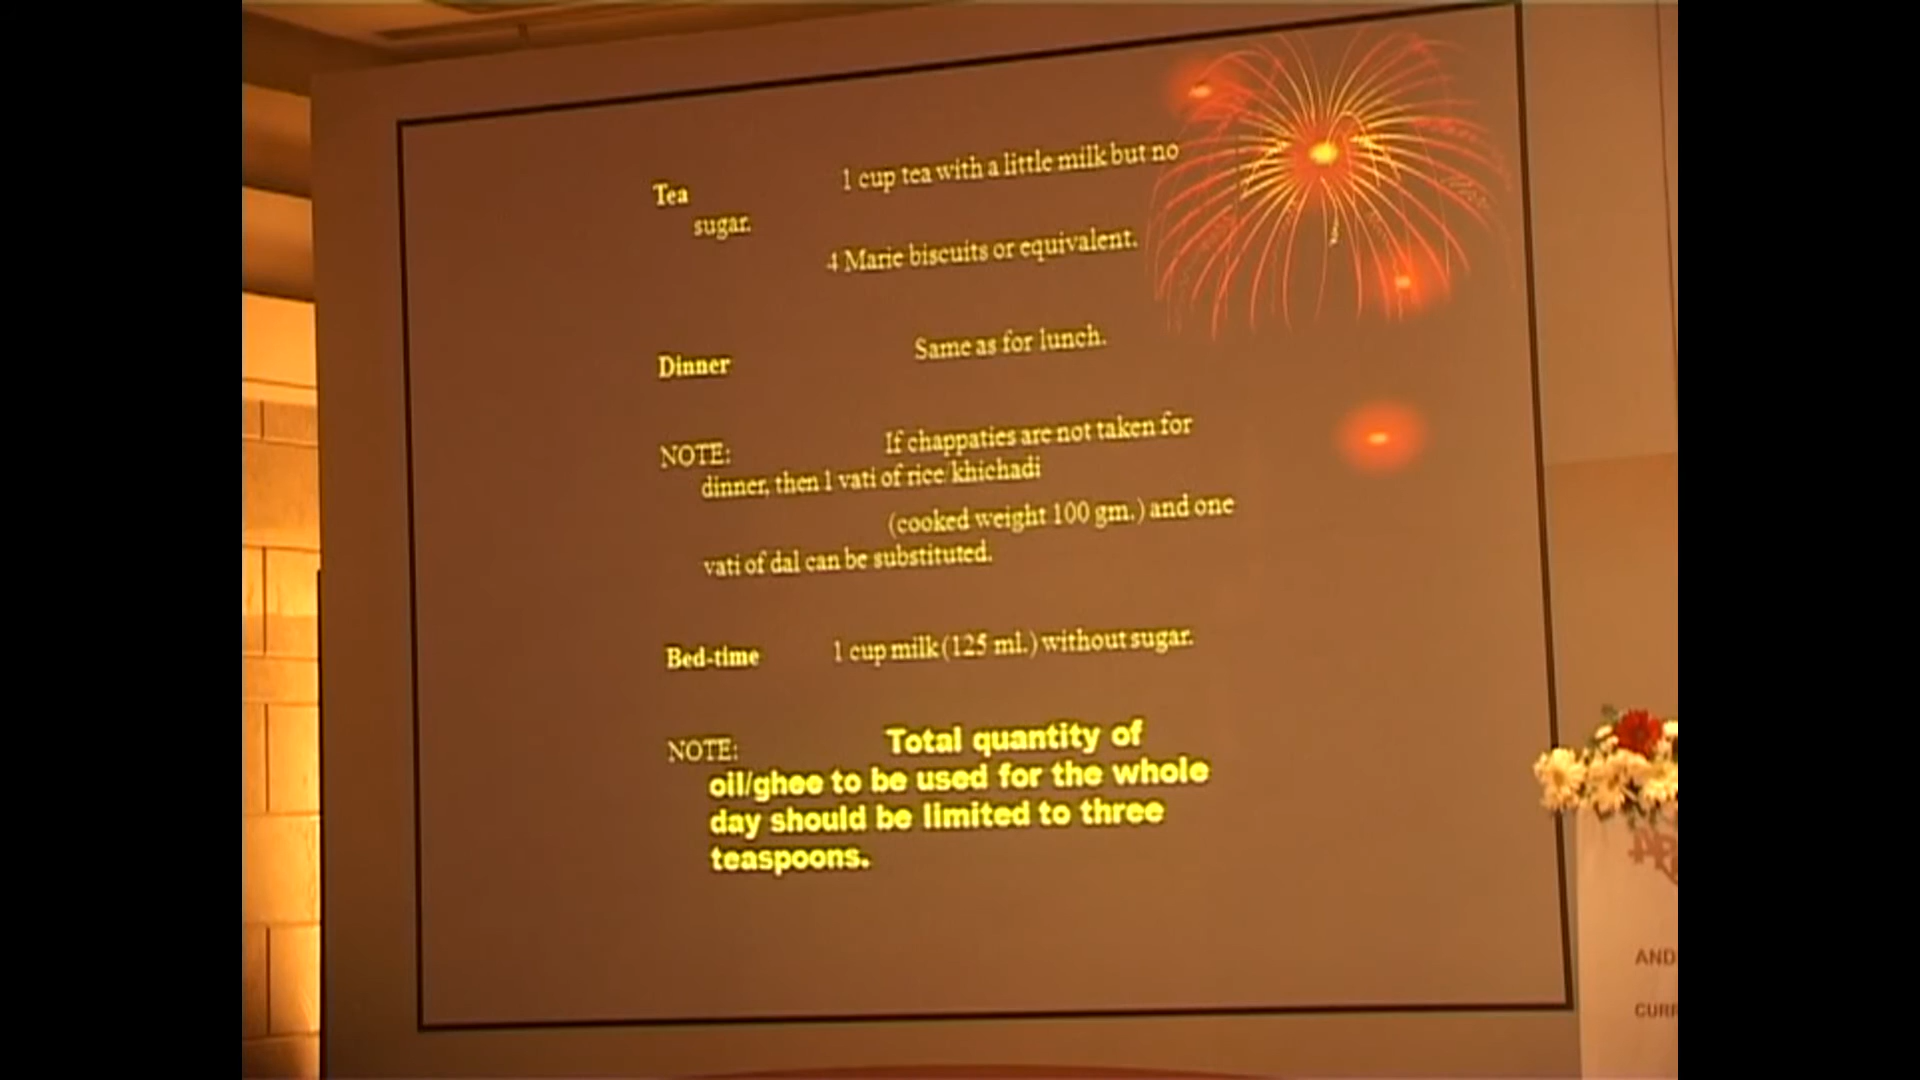 Tea 1 cup tea with a little milk but no
sugar.
4 Marie biscuits or equivalent.
Dinner Same as for lunch.
NOTE: If chappaties are not taken for
dinner, then 1 vati of rice/khichadi
(cooked weight 100 gm.) and one
vati of dal can be substituted.
Bed-time 1 cup milk (125 ml.) without sugar.
NOTE: Total quantity of
oil/ghee to be used for the whole
day should be limited to three
teaspoons.
AND
CURR